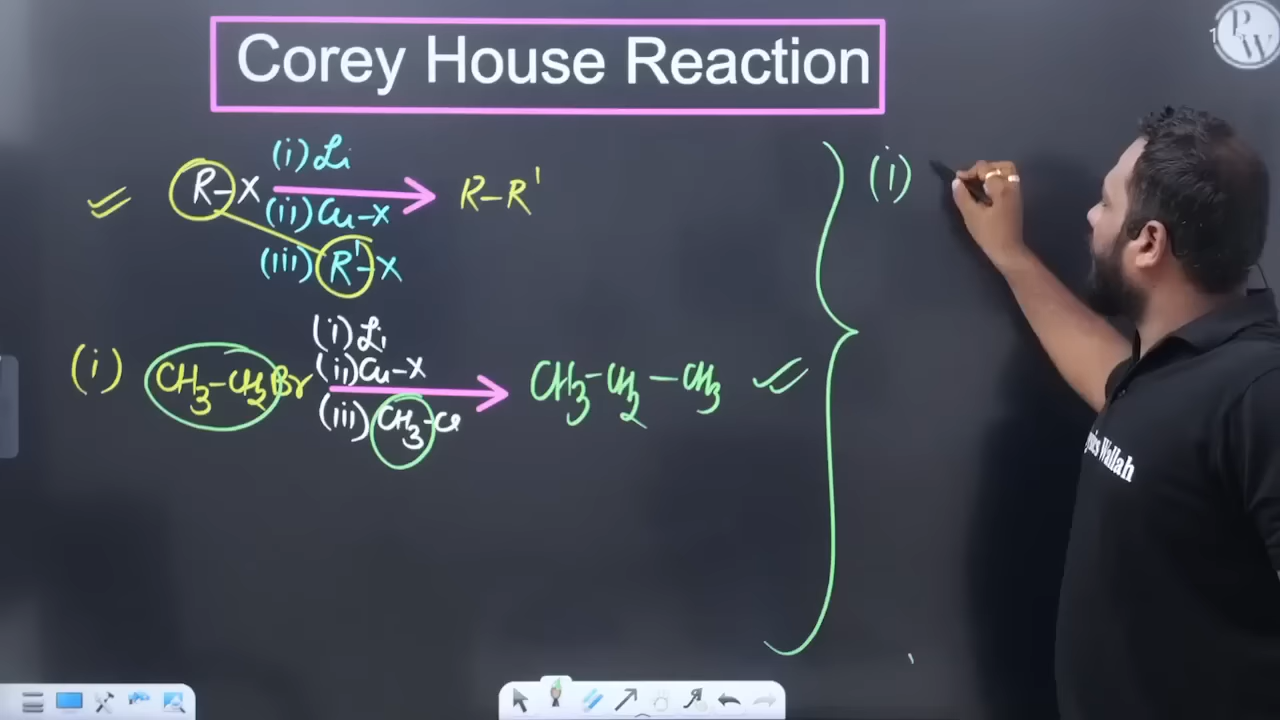 Corey House Reaction
PW
(i) Li
R-X → R-R'
(ii) Cu-X
(iii) R'-X
(i) Li
(ii) Cu-X
(i) CH3-CH2Br → CH3-CH2-CH3
(iii) CH3-Cl
(i)
Wallah